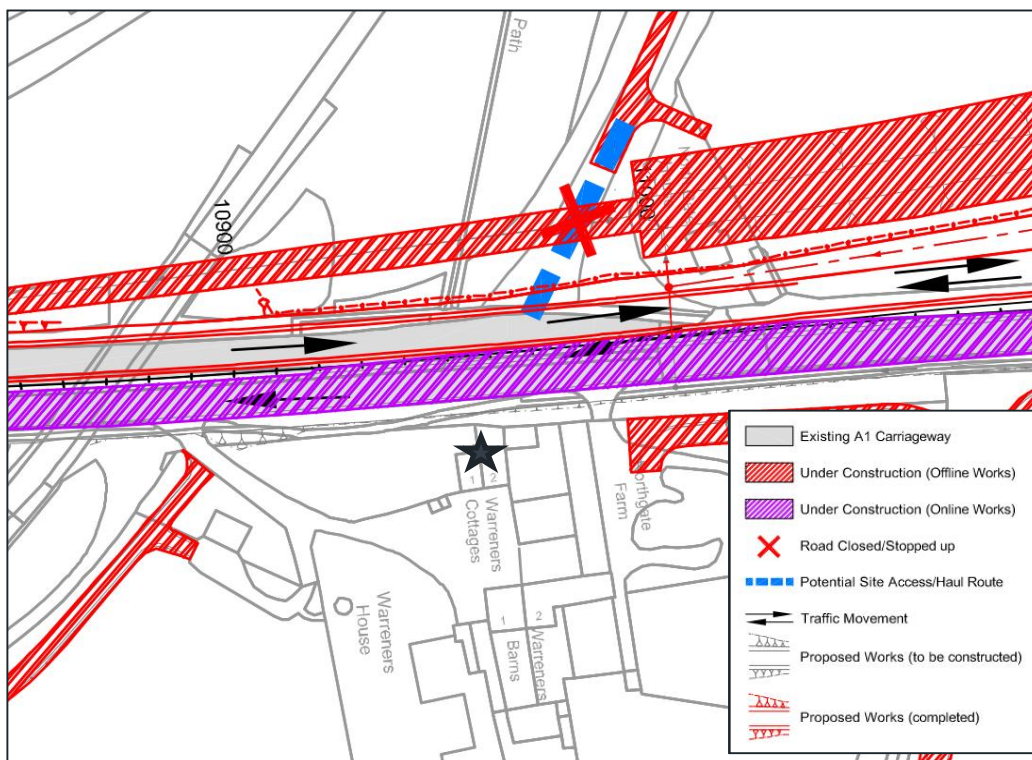 Path
10900
11000
1
2
Warreners
Cottages
Northgate
Farm
Warreners
House
1
2
Barns
Warreners
Existing A1 Carriageway
Under Construction (Offline Works)
Under Construction (Online Works)
Road Closed/Stopped up
Potential Site Access/Haul Route
Traffic Movement
Proposed Works (to be constructed)
Proposed Works (completed)